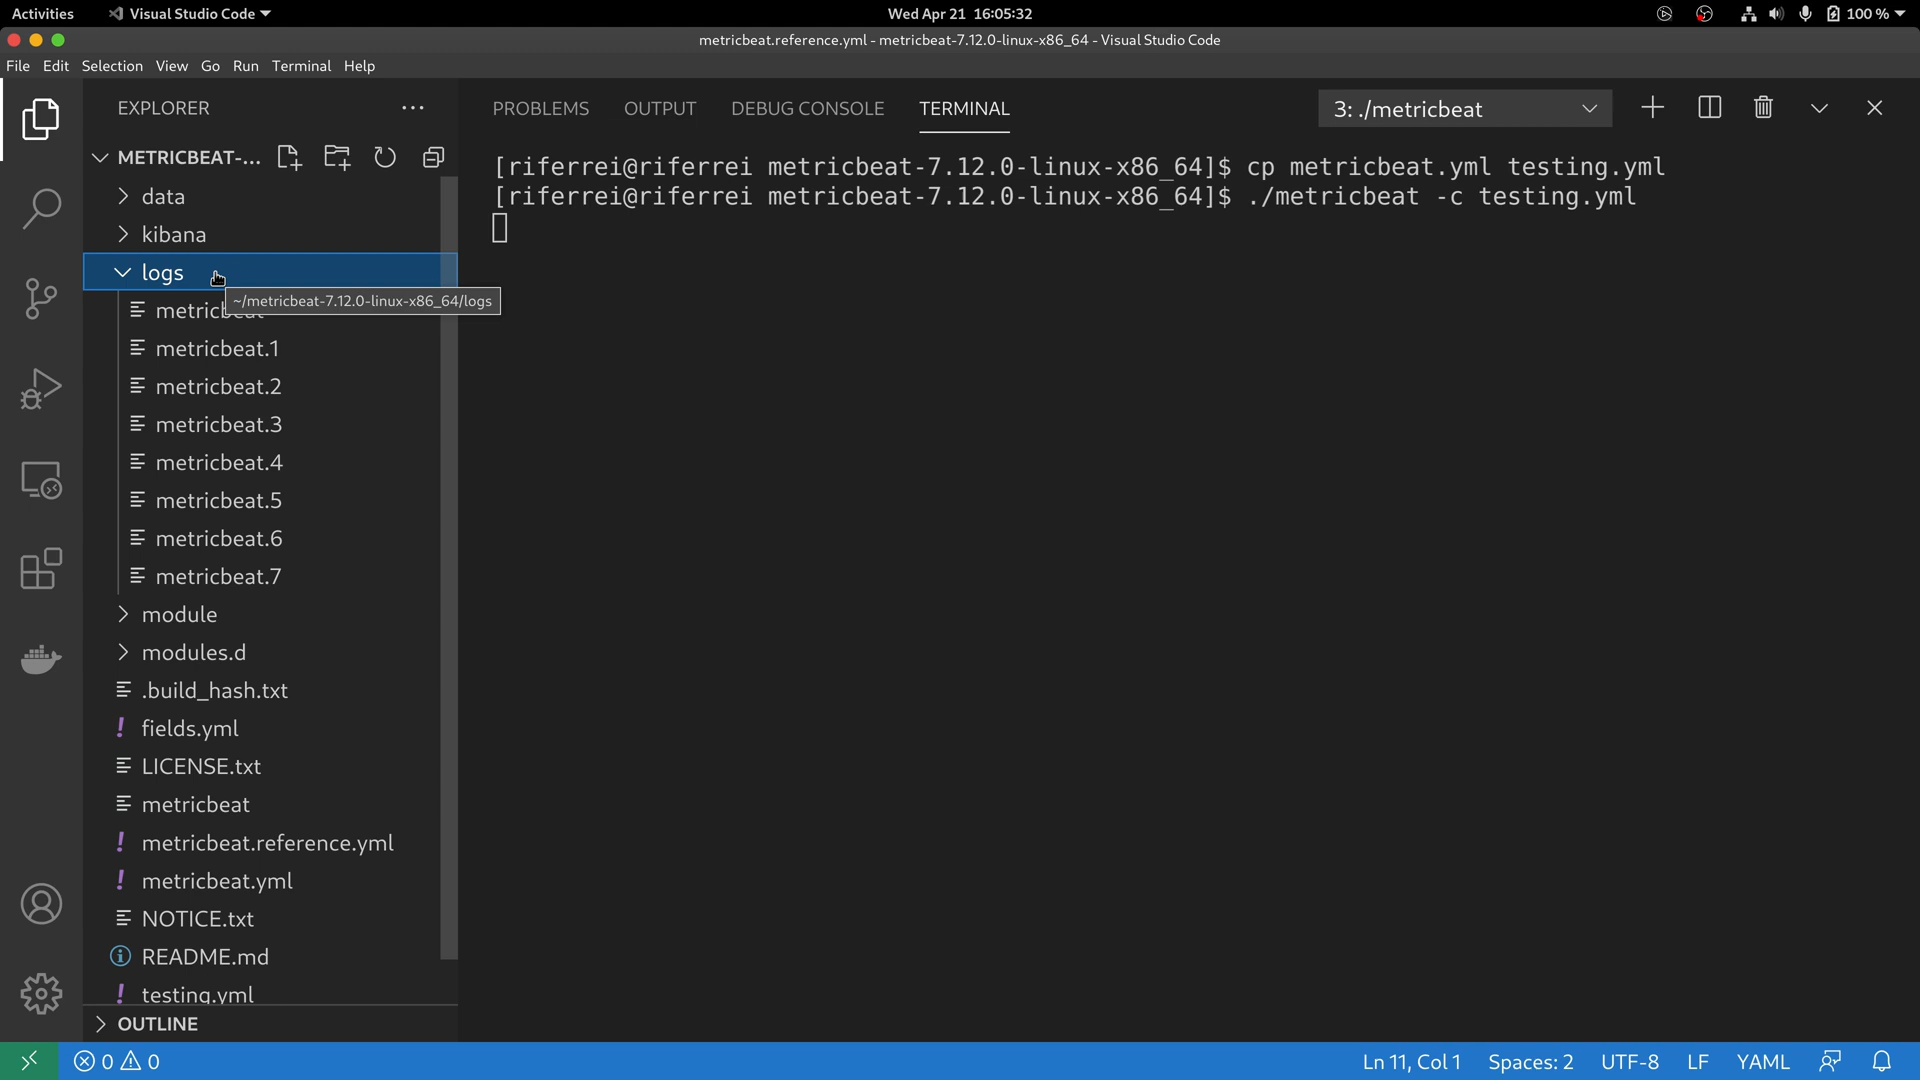 Activities
Visual Studio Code
Wed Apr 21 16:05:32
100 %
metricbeat.reference.yml - metricbeat-7.12.0-linux-x86_64 - Visual Studio Code
File Edit Selection View Go Run Terminal Help
EXPLORER
METRICBEAT-...
data
kibana
logs
~/metricbeat-7.12.0-linux-x86_64/logs
metricbeat
metricbeat.1
metricbeat.2
metricbeat.3
metricbeat.4
metricbeat.5
metricbeat.6
metricbeat.7
module
modules.d
.build_hash.txt
fields.yml
LICENSE.txt
metricbeat
metricbeat.reference.yml
metricbeat.yml
NOTICE.txt
README.md
testing.yml
OUTLINE
PROBLEMS OUTPUT DEBUG CONSOLE TERMINAL
3: ./metricbeat
[riferrei@riferrei metricbeat-7.12.0-linux-x86_64]$ cp metricbeat.yml testing.yml
[riferrei@riferrei metricbeat-7.12.0-linux-x86_64]$ ./metricbeat -c testing.yml
0 0
Ln 11, Col 1 Spaces: 2 UTF-8 LF YAML